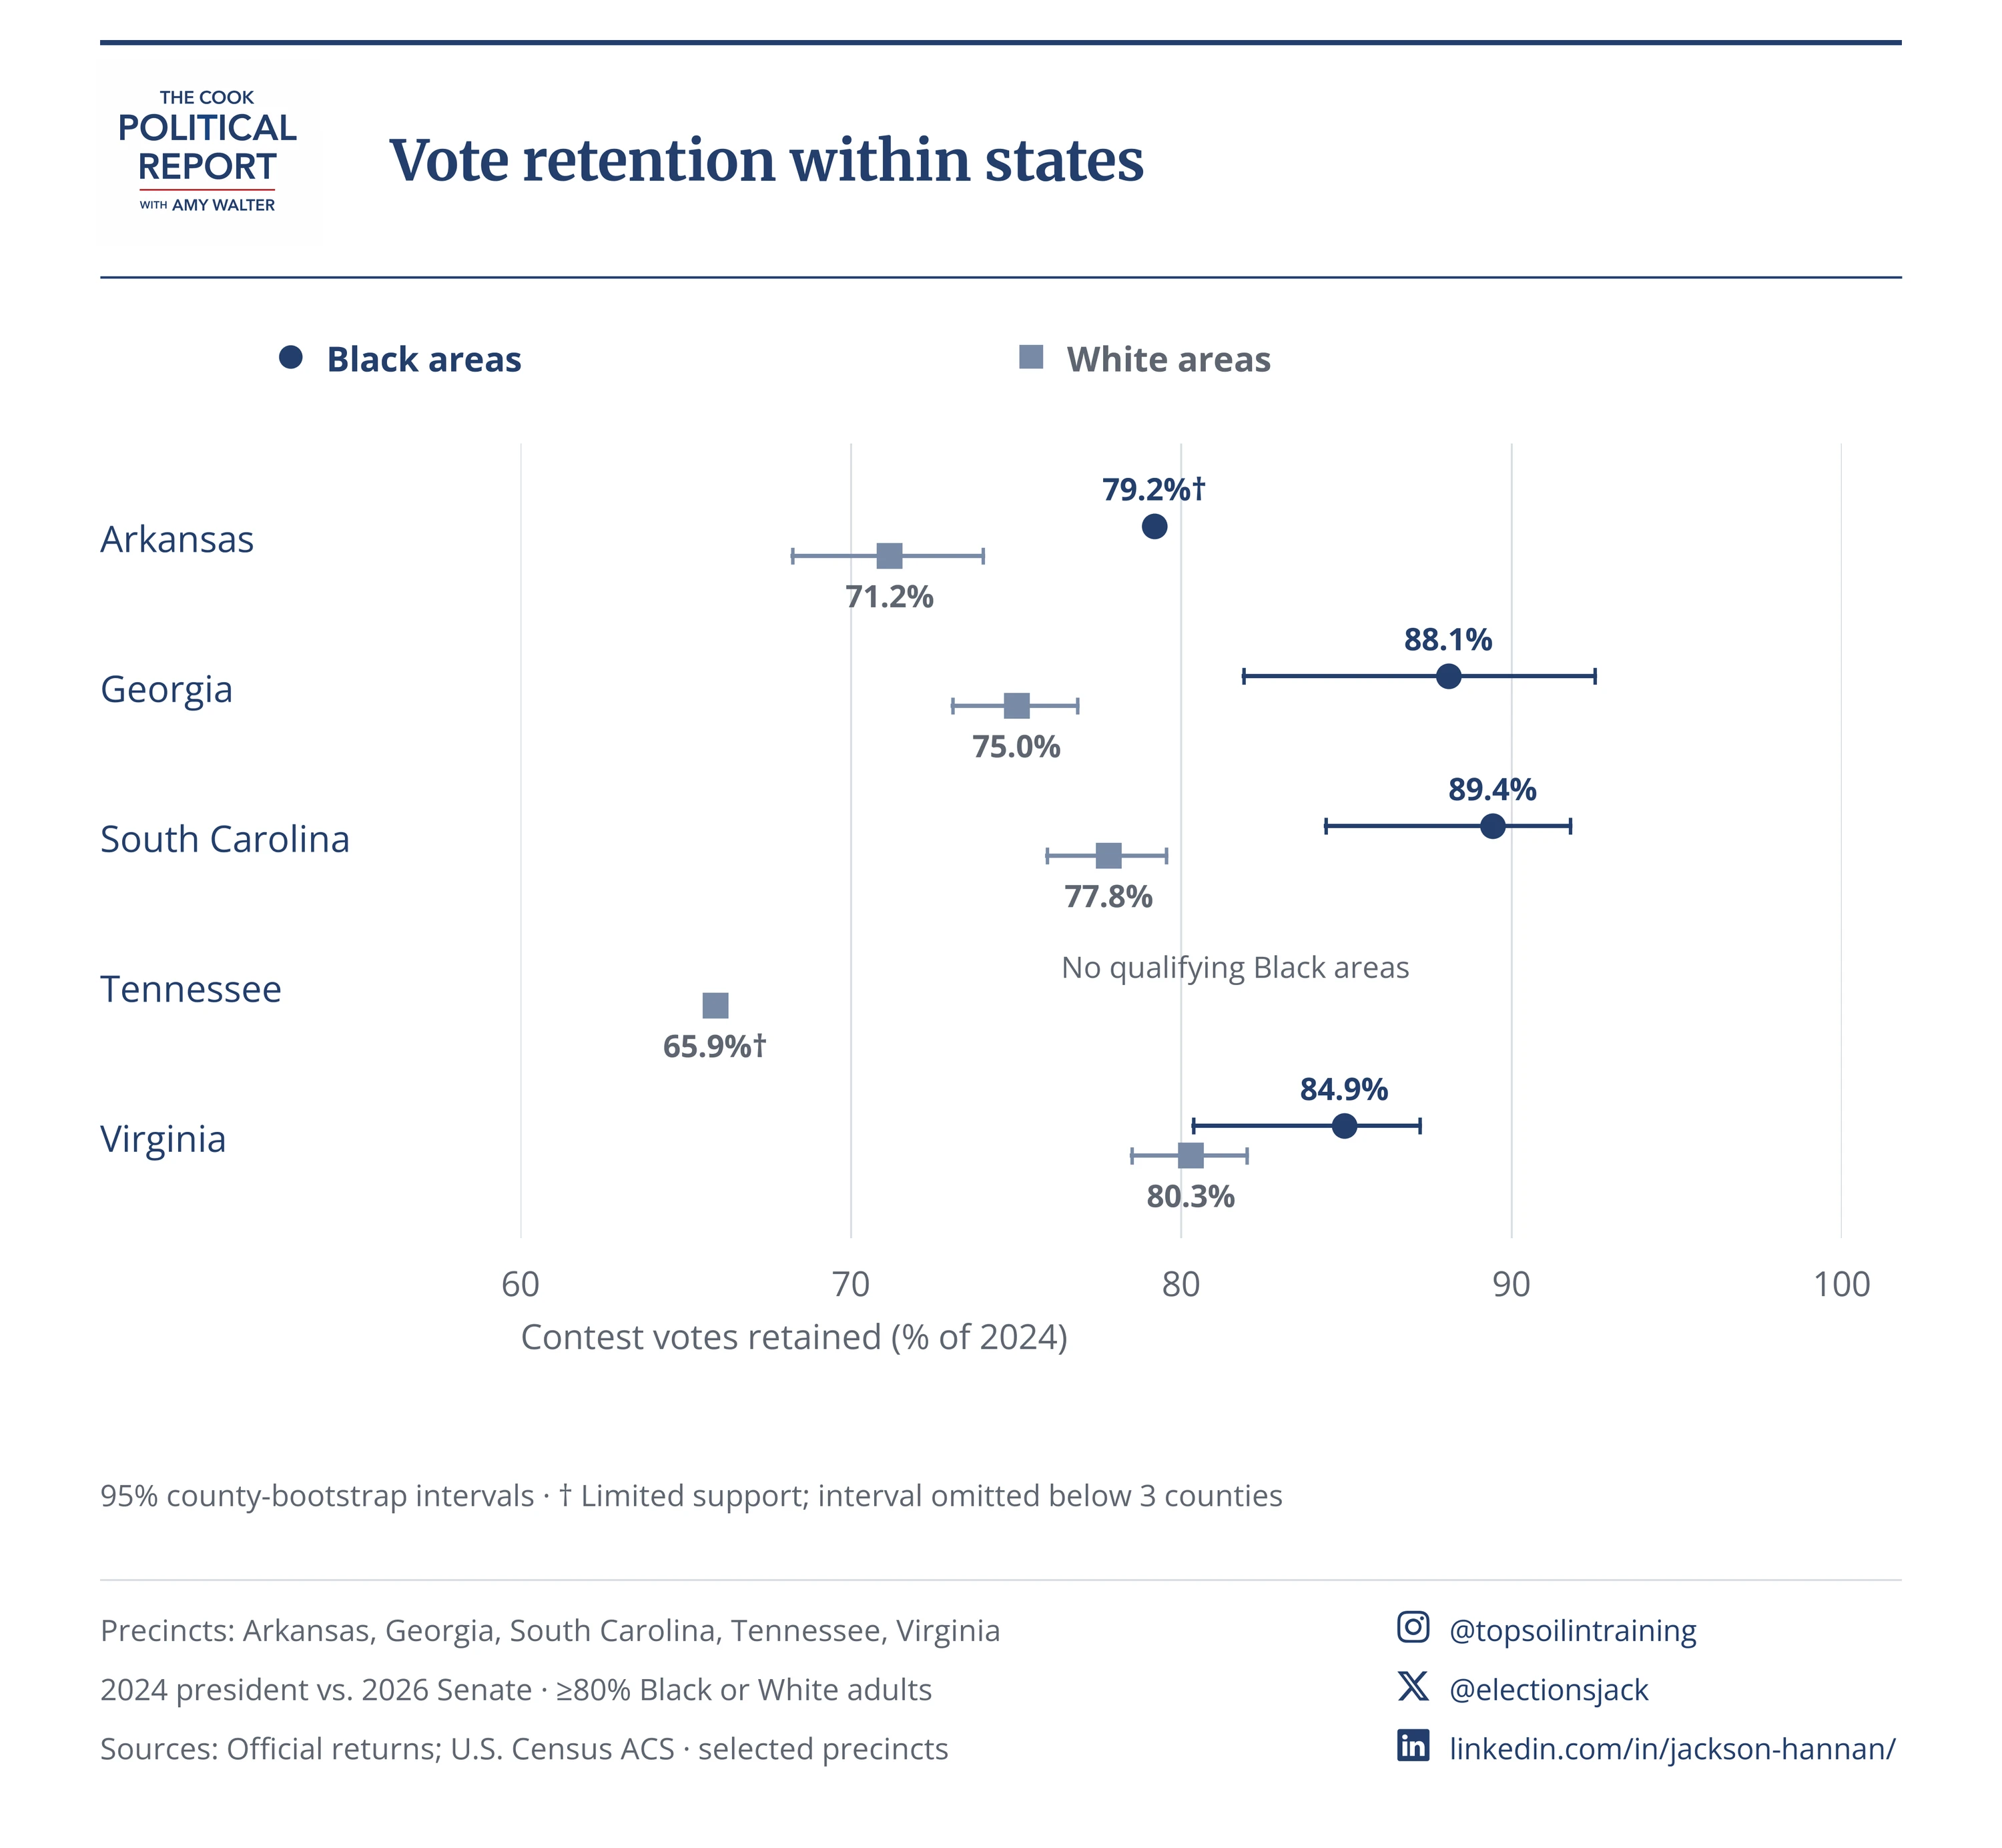 THE COOK
POLITICAL
REPORT
WITH AMY WALTER
Vote retention within states
Black areas
White areas
79.2%†
Arkansas
71.2%
88.1%
Georgia
75.0%
89.4%
South Carolina
77.8%
No qualifying Black areas
Tennessee
65.9%†
84.9%
Virginia
80.3%
60 70 80 90 100
Contest votes retained (% of 2024)
95% county-bootstrap intervals · † Limited support; interval omitted below 3 counties
Precincts: Arkansas, Georgia, South Carolina, Tennessee, Virginia
2024 president vs. 2026 Senate · ≥80% Black or White adults
Sources: Official returns; U.S. Census ACS · selected precincts
@topsoilintraining
@electionsjack
linkedin.com/in/jackson-hannan/